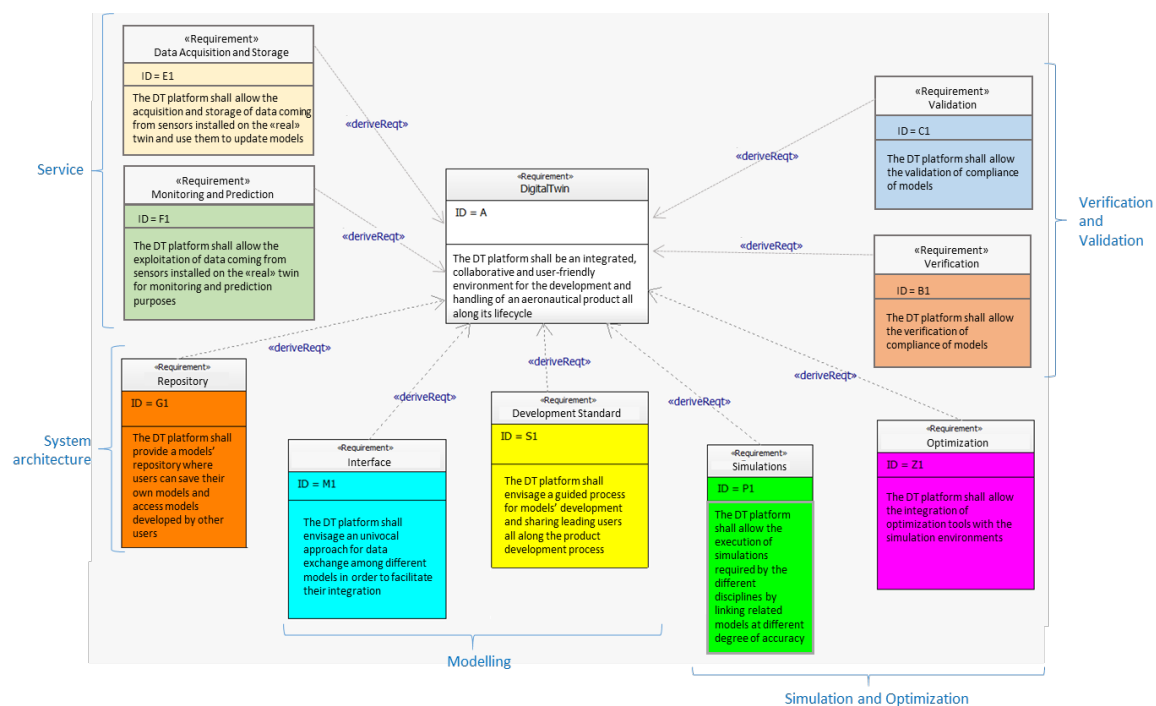 Service
«Requirement»
Data Acquisition and Storage
ID = E1
The DT platform shall allow the
acquisition and storage of data coming
from sensors installed on the «real»
twin and use them to update models
«deriveReqt»
«Requirement»
Monitoring and Prediction
ID = F1
The DT platform shall allow the
exploitation of data coming from
sensors installed on the «real» twin
for monitoring and prediction
purposes
«deriveReqt»
«Requirement»
DigitalTwin
ID = A
The DT platform shall be an integrated,
collaborative and user-friendly
environment for the development and
handling of an aeronautical product all
along its lifecycle
«Requirement»
Validation
ID = C1
The DT platform shall allow
the validation of compliance
of models
«deriveReqt»
«Requirement»
Verification
ID = B1
The DT platform shall allow
the verification of
compliance of models
«deriveReqt»
Verification
and
Validation
System
architecture
«Requirement»
Repository
ID = G1
The DT platform shall
provide a models’
repository where
users can save their
own models and
access models
developed by other
users
«deriveReqt»
«Requirement»
Interface
ID = M1
The DT platform shall
envisage an univocal
approach for data
exchange among different
models in order to facilitate
their integration
«deriveReqt»
«Requirement»
Development Standard
ID = S1
The DT platform shall
envisage a guided process
for models’ development
and sharing leading users
all along the product
development process
«deriveReqt»
Modelling
«Requirement»
Simulations
ID = P1
The DT platform
shall allow the
execution of
simulations
required by the
different
disciplines by
linking related
models at different
degree of accuracy
«deriveReqt»
«Requirement»
Optimization
ID = Z1
The DT platform shall allow
the integration of
optimization tools with the
simulation environments
«deriveReqt»
Simulation and Optimization